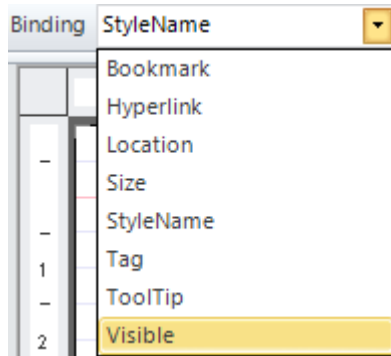 Binding StyleName
Bookmark
Hyperlink
Location
Size
StyleName
Tag
ToolTip
Visible
1
2